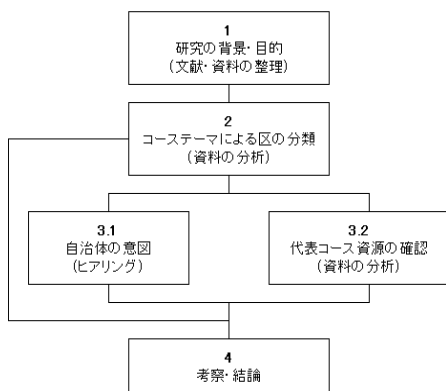 1
研究の背景・目的
(文献・資料の整理)
2
コーステーマによる区の分類
(資料の分析)
3.1
自治体の意図
(ヒアリング)
3.2
代表コース資源の確認
(資料の分析)
4
考察・結論